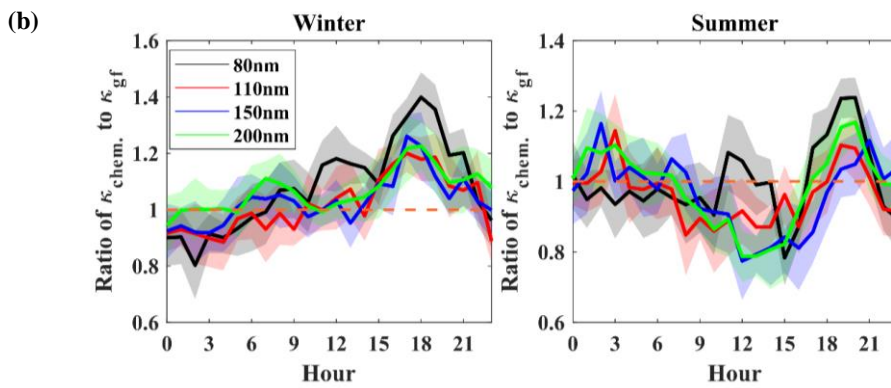 (b)
Winter
Ratio of κchem. to κgf
1.6
1.4
1.2
1
0.8
0.6
80nm
110nm
150nm
200nm
0 3 6 9 12 15 18 21
Hour
Summer
Ratio of κchem. to κgf
1.4
1.2
1
0.8
0.6
0 3 6 9 12 15 18 21
Hour